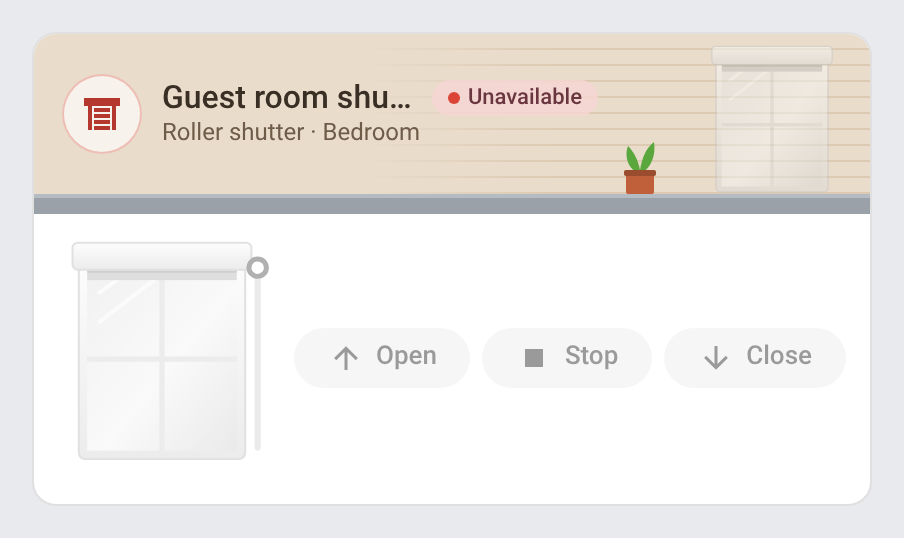 Guest room shu…
Unavailable
Roller shutter · Bedroom
Open
Stop
Close